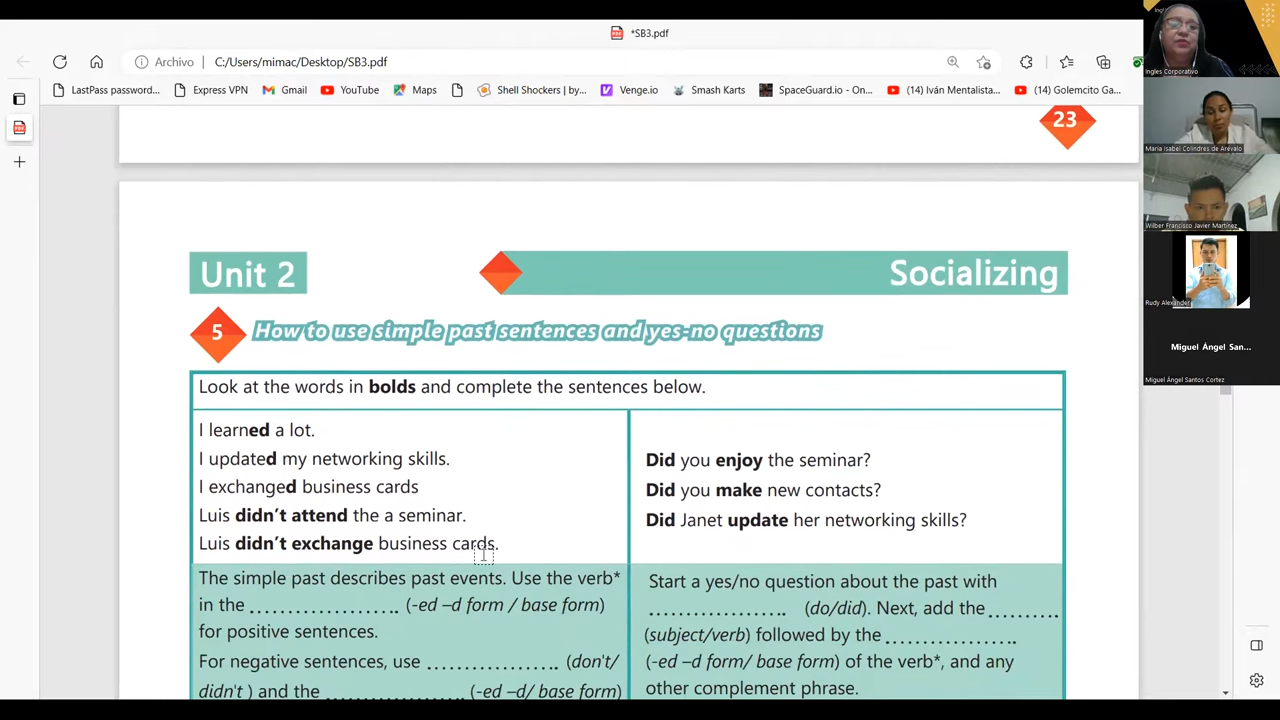 *SB3.pdf
Archivo C:/Users/mimac/Desktop/SB3.pdf
LastPass password... Express VPN Gmail YouTube Maps Shell Shockers | by... Venge.io Smash Karts SpaceGuard.io - On... (14) Iván Mentalista... (14) Golemcito Ga...
23
Unit 2 Socializing
5 How to use simple past sentences and yes-no questions
Look at the words in bolds and complete the sentences below.
I learned a lot.
I updated my networking skills.
I exchanged business cards
Luis didn't attend the a seminar.
Luis didn't exchange business cards.
Did you enjoy the seminar?
Did you make new contacts?
Did Janet update her networking skills?
The simple past describes past events. Use the verb*
in the .................... (-ed –d form / base form)
for positive sentences.
For negative sentences, use .................. (don't/
didn't ) and the ................... (-ed –d/ base form)
Start a yes/no question about the past with
.................. (do/did). Next, add the ..........
(subject/verb) followed by the .................
(-ed –d form/ base form) of the verb*, and any
other complement phrase.
Ingles Corporativo
Maria Isabel Colindres de Arevalo
Wilber Francisco Javier Martínez
Rudy Alexander
Miguel Ángel San...
Miguel Ángel Santos Cortez